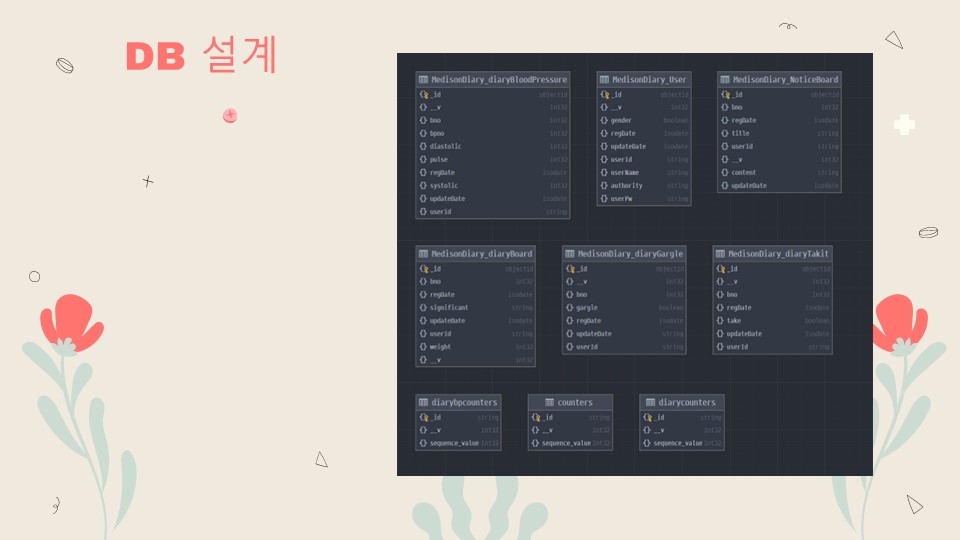 DB 설계
MedisonDiary_diaryBloodPressure
_id objectid
__v int32
bno int32
bpno int32
diastolic int32
pulse int32
regDate isodate
systolic int32
updateDate isodate
userid string
MedisonDiary_User
_id objectid
__v int32
gender boolean
regDate isodate
updateDate isodate
userid string
userName string
authority string
userPw string
MedisonDiary_NoticeBoard
_id objectid
bno int32
regDate isodate
title string
userid string
__v int32
content string
updateDate isodate
MedisonDiary_diaryBoard
_id objectid
bno int32
regDate isodate
significant string
updateDate isodate
userid string
weight int32
__v int32
MedisonDiary_diaryGargle
_id objectid
__v int32
bno int32
gargle boolean
regDate isodate
updateDate string
userid string
MedisonDiary_diaryTakit
_id objectid
__v int32
bno int32
regDate isodate
take boolean
updateDate isodate
userid string
diarybpcounters
_id string
__v int32
sequence_value int32
counters
_id string
__v int32
sequence_value int32
diarycounters
_id string
__v int32
sequence_value int32